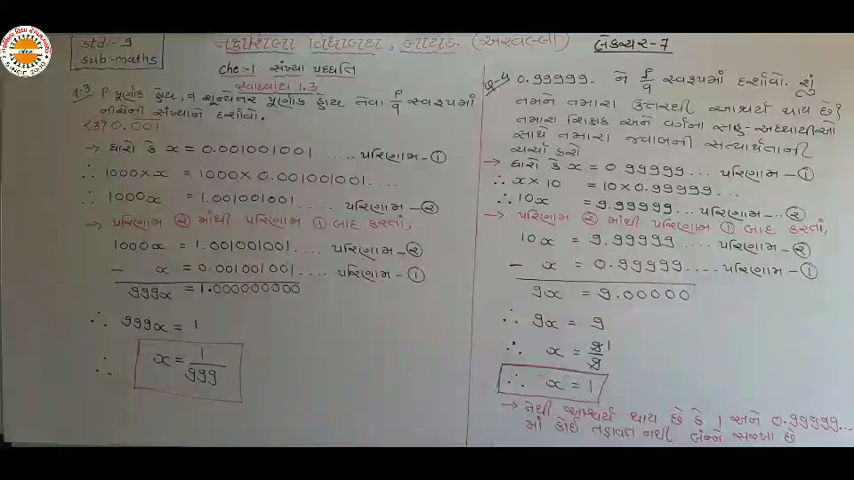 std:- 9
sub-maths
નક્ષશિલા વિધાલય, બાયડ. (અરવલ્લી)
લેક્ચર-7
che:-1 સંખ્યા પધ્ધતિ
સ્વાધ્યાય 1.3
પ્ર-3 P પૂર્ણાંક હોય, q શૂન્યેતર પૂર્ણાંક હોય તેવા P/q સ્વરૂપમાં
નીચેની સંખ્યાને દર્શાવો.
(3) 0.001
→ ધારો કે x = 0.001001001 ..... પરિણામ-①
∴ 1000×x = 1000 × 0.001001001....
∴ 1000x = 1.001001001..... પરિણામ-②
→ પરિણામ ② માંથી પરિણામ ① બાદ કરતાં,
1000x = 1.001001001.... પરિણામ-②
- x = 0.001001001..... પરિણામ-①
999x = 1.000000000
∴ 999x = 1
∴ x = 1/999
પ્ર-4 0.99999.. ને P/q સ્વરૂપમાં દર્શાવો. શું
તમને તમારા ઉત્તરથી આશ્ચર્ય થાય છે?
તમારા શિક્ષક અને વર્ગના સહ-અધ્યાયીઓ
સાથે તમારા જવાબની સત્યાર્થતાની
ચર્ચા કરો
→ ધારો કે x = 0.99999... પરિણામ-①
∴ x×10 = 10×0.99999...
∴ 10x = 9.99999... પરિણામ-..②
→ પરિણામ ② માંથી પરિણામ ① બાદ કરતાં,
10x = 9.99999..... પરિણામ-②
- x = 0.99999.....પરિણામ-①
9x = 9.00000
∴ 9x = 9
∴ x = 9/9 1
∴ x = 1
→ તેથી આશ્ચર્ય થાય છે કે 1 અને 0.99999...
માં કોઈ તફાવત નથી, બંન્ને સરખા છે